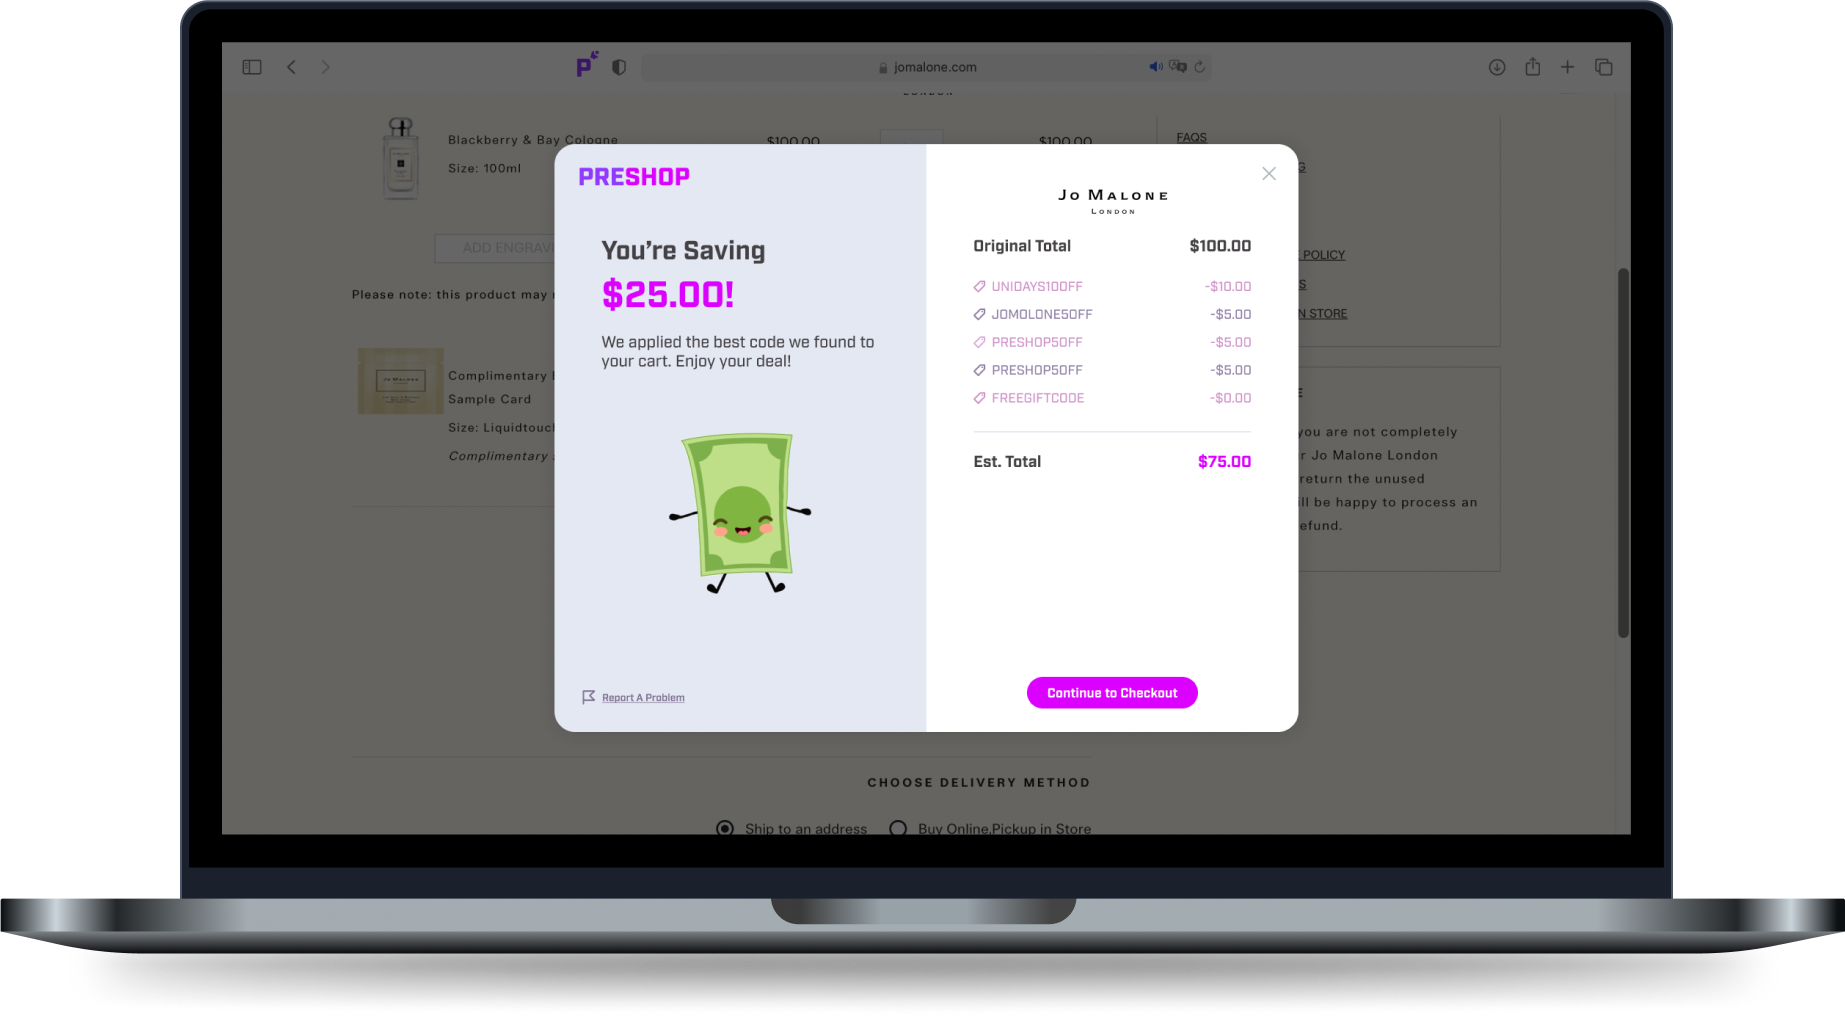 P
jomalone.com
LONDON
Blackberry & Bay Cologne
$100.00
$100.00
Size: 100ml
FAQS
ADD
Please note: this product may
POLICY
N STORE
Complimentary
Sample Card
Size:
Complimentary
you are not completely
r Jo Malone London
return the unused
ll be happy to process an
efund.
PRESHOP
You’re Saving
$25.00!
We applied the best code we found to
your cart. Enjoy your deal!
Report A Problem
JO MALONE
LONDON
Original Total $100.00
UNIDAYS10OFF -$10.00
JOMOLONE5OFF -$5.00
PRESHOP5OFF -$5.00
PRESHOP5OFF -$5.00
FREEGIFTCODE -$0.00
Est. Total $75.00
Continue to Checkout
CHOOSE DELIVERY METHOD
Ship to an address
Buy Online,Pickup in Store